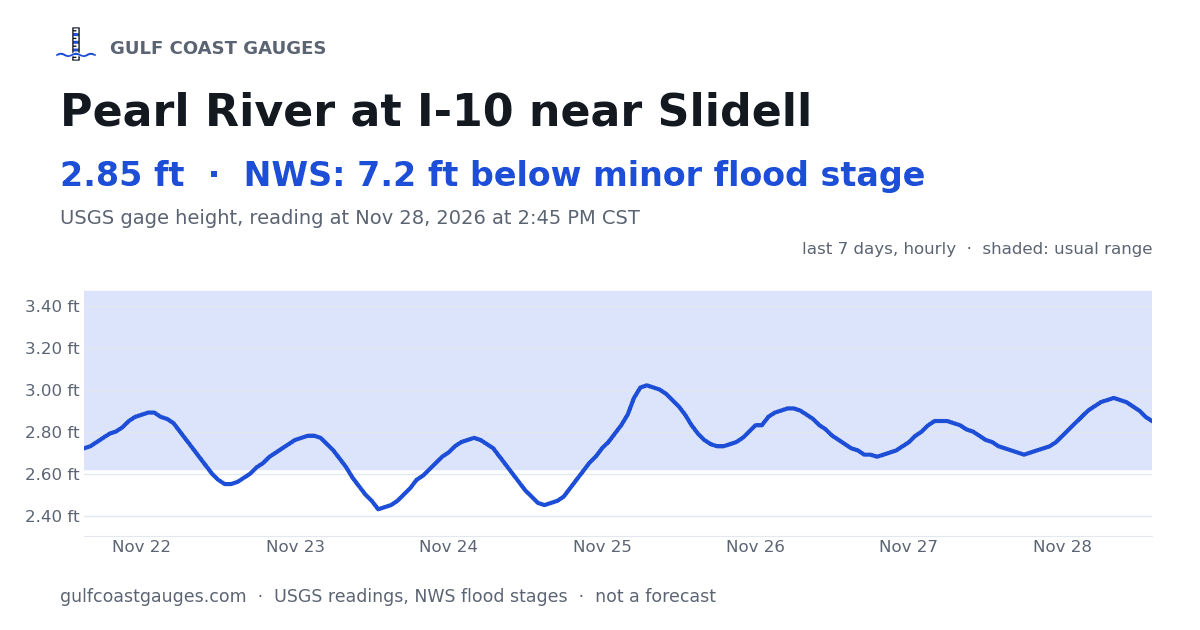 GULF COAST GAUGES
Pearl River at I-10 near Slidell
2.85 ft · NWS: 7.2 ft below minor flood stage
USGS gage height, reading at Nov 28, 2026 at 2:45 PM CST
last 7 days, hourly · shaded: usual range
3.40 ft
3.20 ft
3.00 ft
2.80 ft
2.60 ft
2.40 ft
Nov 22 Nov 23 Nov 24 Nov 25 Nov 26 Nov 27 Nov 28
gulfcoastgauges.com · USGS readings, NWS flood stages · not a forecast